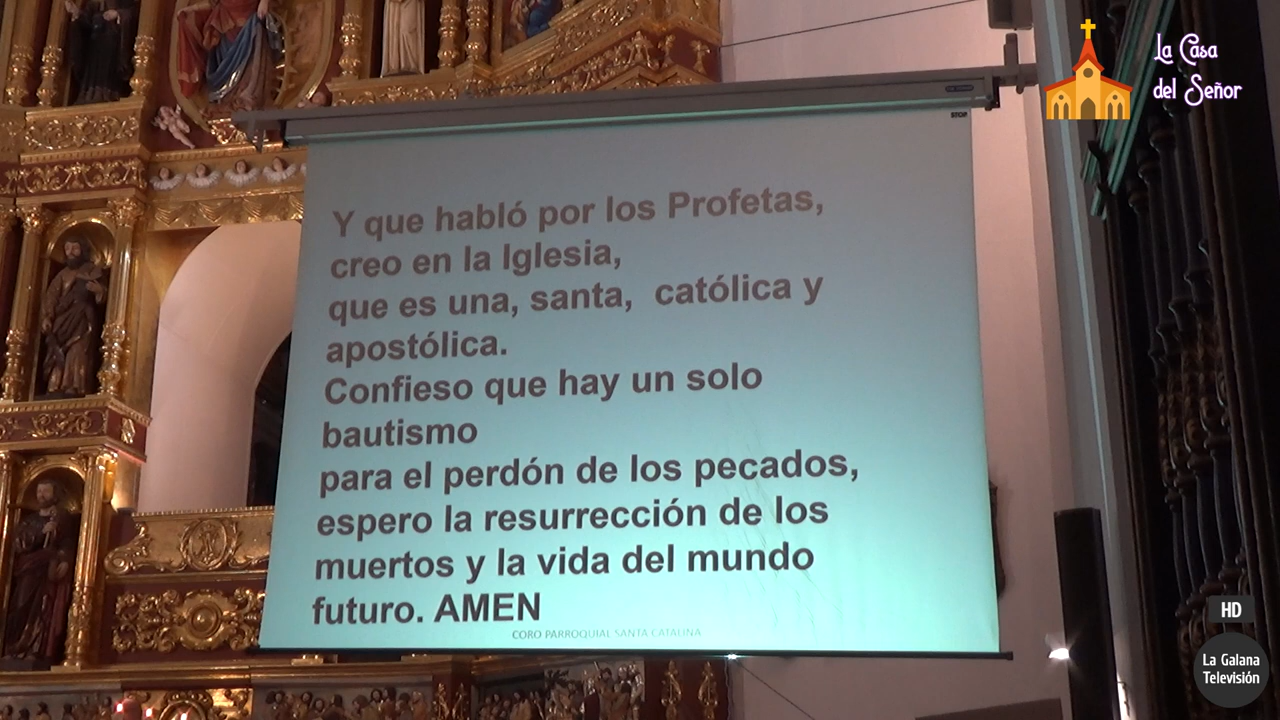 La Casa
del Señor
STOP
Y que habló por los Profetas,
creo en la Iglesia,
que es una, santa, católica y
apostólica.
Confieso que hay un solo
bautismo
para el perdón de los pecados,
espero la resurrección de los
muertos y la vida del mundo
futuro. AMEN
CORO PARROQUIAL SANTA CATALINA
HD
La Galana
Televisión